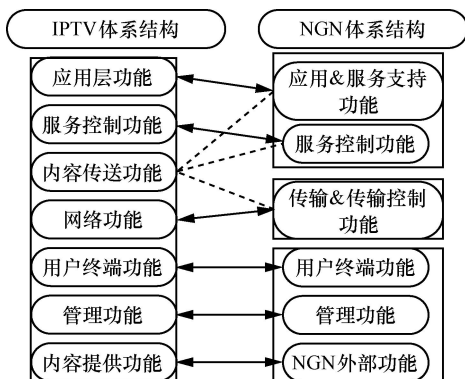 IPTV体系结构
NGN体系结构
应用层功能
服务控制功能
内容传送功能
网络功能
用户终端功能
管理功能
内容提供功能
应用&服务支持
功能
服务控制功能
传输&传输控制
功能
用户终端功能
管理功能
NGN外部功能